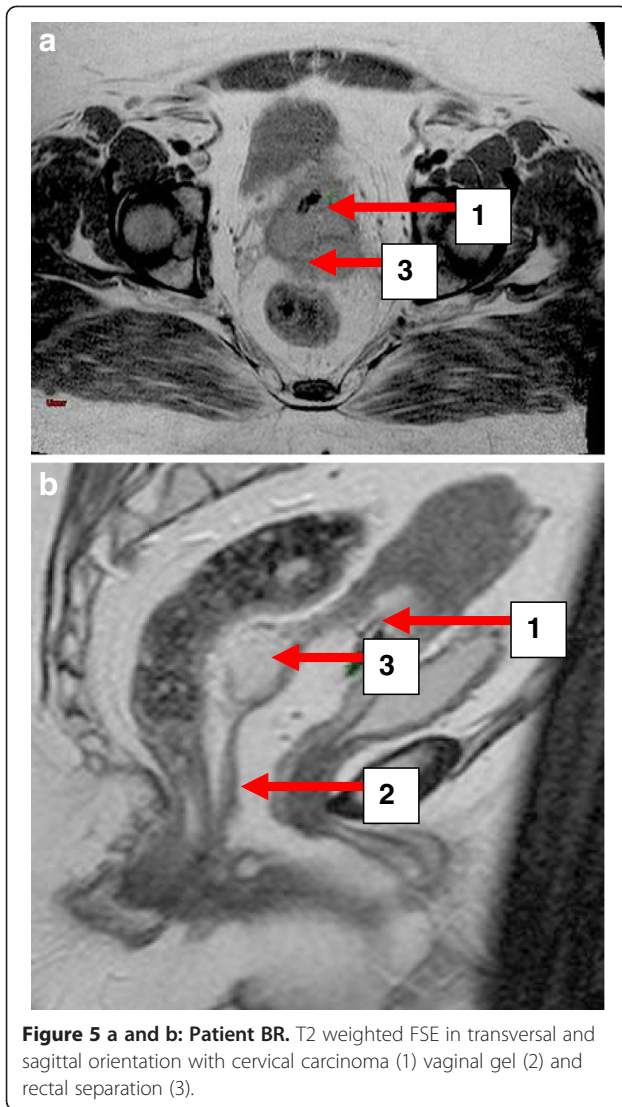 a
1
3
User
b
1
3
2
Figure 5 a and b: Patient BR. T2 weighted FSE in transversal and
sagittal orientation with cervical carcinoma (1) vaginal gel (2) and
rectal separation (3).